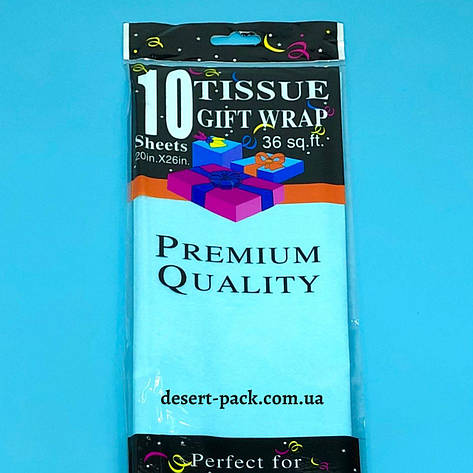 10 TISSUE
GIFT WRAP
Sheets 36 sq.ft.
20in.X26in.
PREMIUM
QUALITY
desert-pack.com.ua
Perfect for